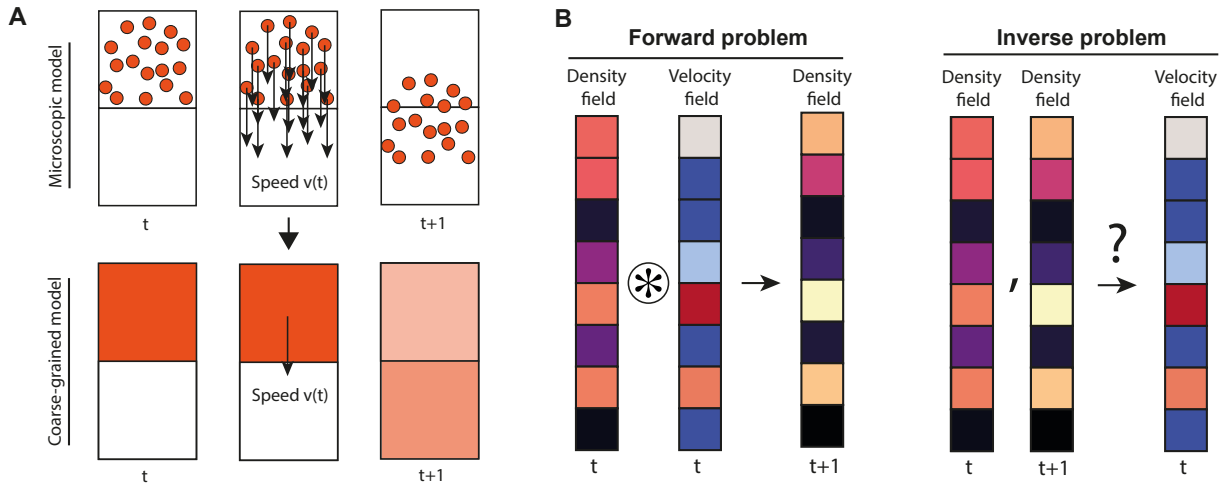 A
Microscopic model
Speed v(t)
t
t+1
Coarse-grained model
Speed v(t)
t
t+1
B
Forward problem
Density
field
Velocity
field
Density
field
*
t
t
t+1
Inverse problem
Density
field
Density
field
Velocity
field
,
?
t
t+1
t